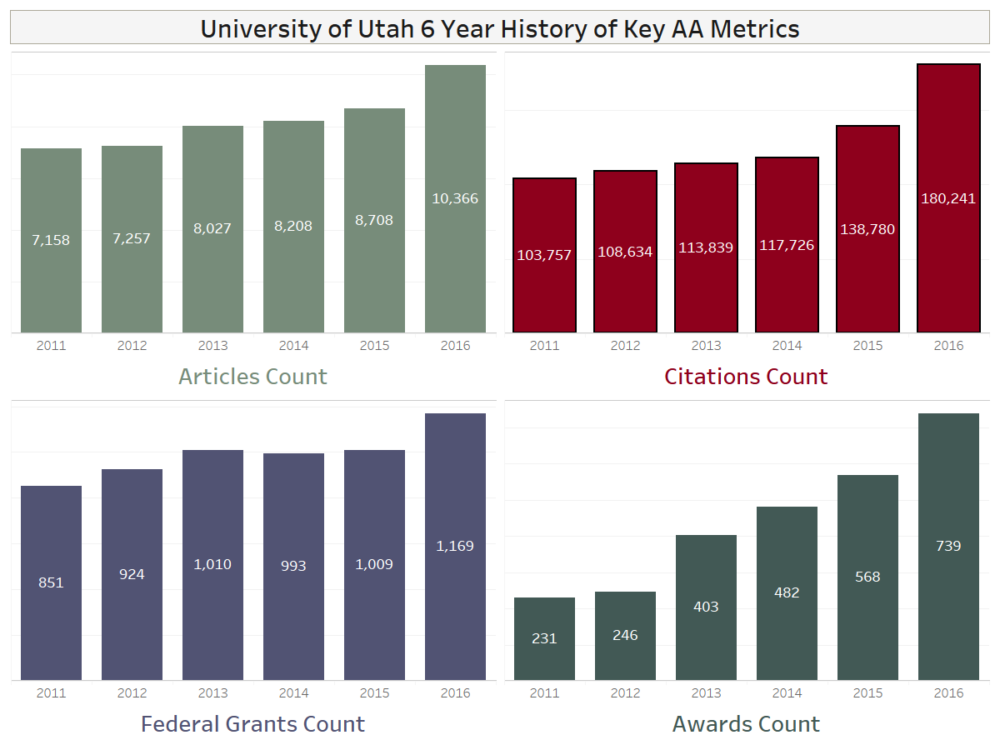 University of Utah 6 Year History of Key AA Metrics
7,158 7,257 8,027 8,208 8,708 10,366
2011 2012 2013 2014 2015 2016
Articles Count
103,757 108,634 113,839 117,726 138,780 180,241
2011 2012 2013 2014 2015 2016
Citations Count
851 924 1,010 993 1,009 1,169
2011 2012 2013 2014 2015 2016
Federal Grants Count
231 246 403 482 568 739
2011 2012 2013 2014 2015 2016
Awards Count